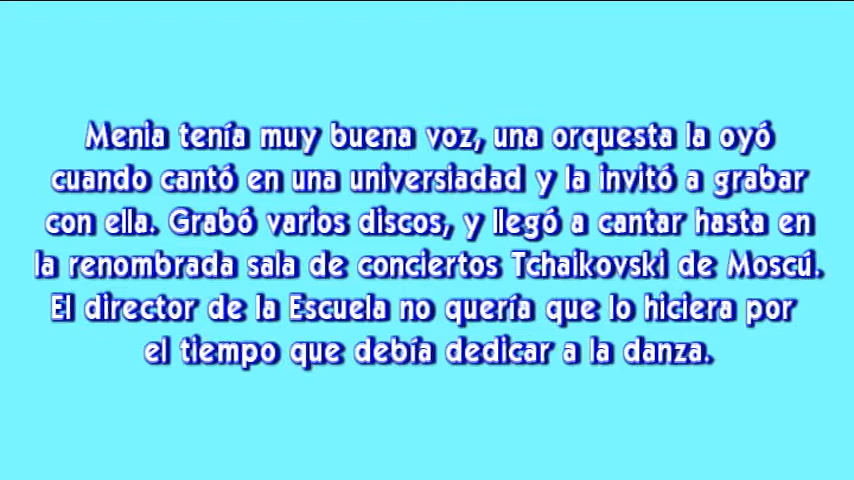 Menia tenía muy buena voz, una orquesta la oyó
cuando cantó en una universiadad y la invitó a grabar
con ella. Grabó varios discos, y llegó a cantar hasta en
la renombrada sala de conciertos Tchaikovski de Moscú.
El director de la Escuela no quería que lo hiciera por
el tiempo que debía dedicar a la danza.